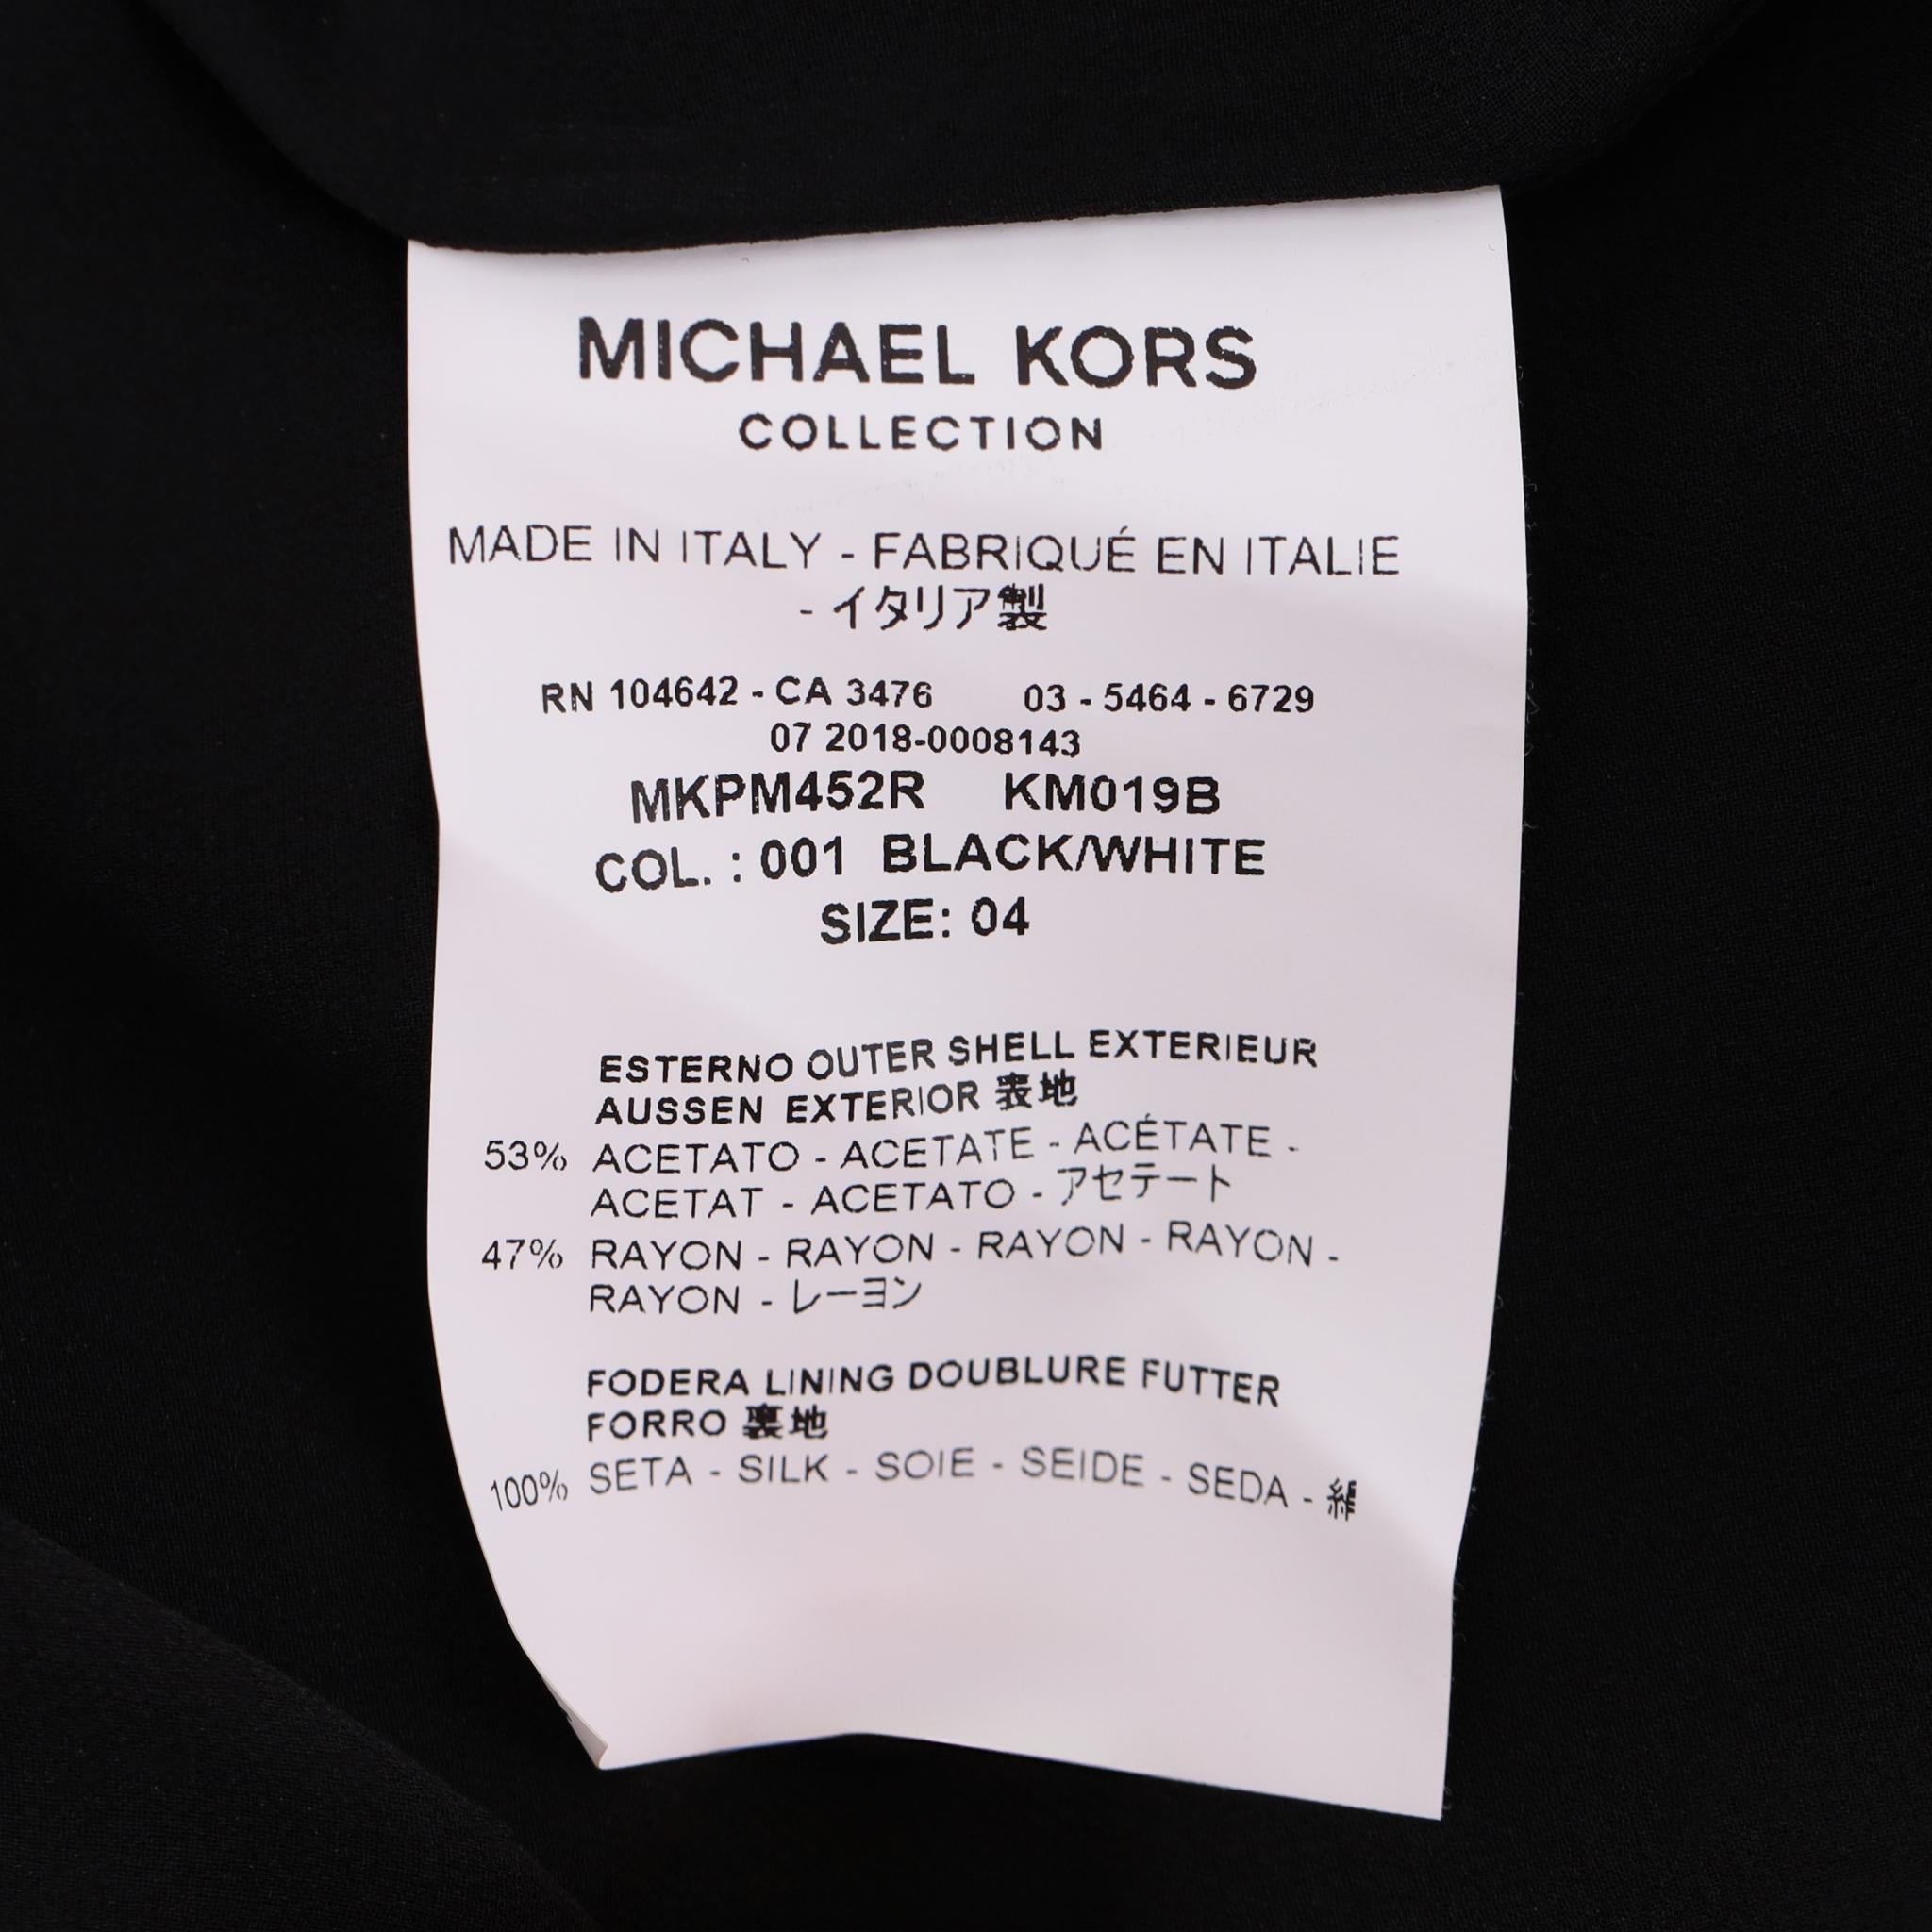 MICHAEL KORS
COLLECTION
MADE IN ITALY - FABRIQUÉ EN ITALIE
- イタリア製
RN 104642 - CA 3476 03 - 5464 - 6729
07 2018-0008143
MKPM452R KM019B
COL. : 001 BLACK/WHITE
SIZE: 04
ESTERNO OUTER SHELL EXTERIEUR
AUSSEN EXTERIOR 表地
53% ACETATO - ACETATE - ACÉTATE -
ACETAT - ACETATO - アセテート
47% RAYON - RAYON - RAYON - RAYON -
RAYON - レーヨン
FODERA LINING DOUBLURE FUTTER
FORRO 裏地
100% SETA - SILK - SOIE - SEIDE - SEDA - 絹